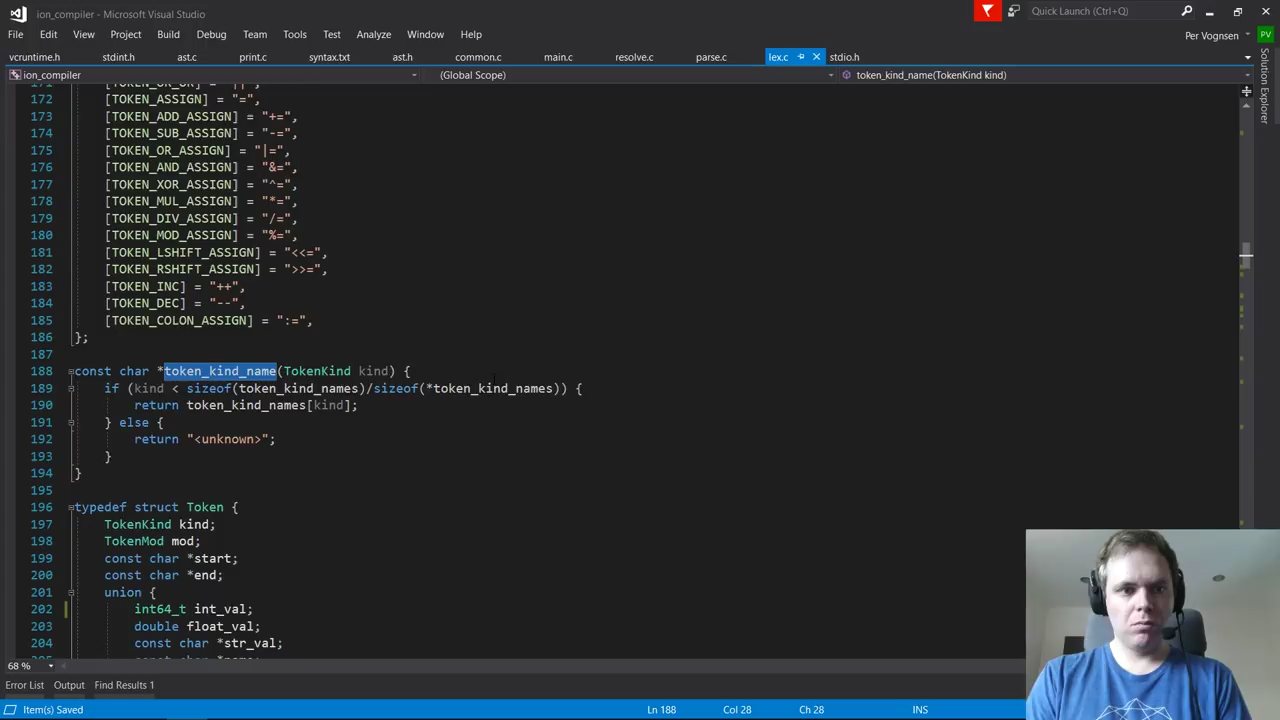 ion_compiler - Microsoft Visual Studio
Quick Launch (Ctrl+Q)
File Edit View Project Build Debug Team Tools Test Analyze Window Help
Per Vognsen PV
vcruntime.h stdint.h ast.c print.c syntax.txt ast.h common.c main.c resolve.c parse.c lex.c stdio.h
ion_compiler (Global Scope) token_kind_name(TokenKind kind)
Solution Explorer
171 [TOKEN_OR_OR] = "||",
172 [TOKEN_ASSIGN] = "=",
173 [TOKEN_ADD_ASSIGN] = "+=",
174 [TOKEN_SUB_ASSIGN] = "-=",
175 [TOKEN_OR_ASSIGN] = "|=",
176 [TOKEN_AND_ASSIGN] = "&=",
177 [TOKEN_XOR_ASSIGN] = "^=",
178 [TOKEN_MUL_ASSIGN] = "*=",
179 [TOKEN_DIV_ASSIGN] = "/=",
180 [TOKEN_MOD_ASSIGN] = "%=",
181 [TOKEN_LSHIFT_ASSIGN] = "<<=",
182 [TOKEN_RSHIFT_ASSIGN] = ">>=",
183 [TOKEN_INC] = "++",
184 [TOKEN_DEC] = "--",
185 [TOKEN_COLON_ASSIGN] = ":=",
186 };
187
188 const char *token_kind_name(TokenKind kind) {
189 if (kind < sizeof(token_kind_names)/sizeof(*token_kind_names)) {
190 return token_kind_names[kind];
191 } else {
192 return "<unknown>";
193 }
194 }
195
196 typedef struct Token {
197 TokenKind kind;
198 TokenMod mod;
199 const char *start;
200 const char *end;
201 union {
202 int64_t int_val;
203 double float_val;
204 const char *str_val;
68 %
Error List Output Find Results 1
Item(s) Saved Ln 188 Col 28 Ch 28 INS